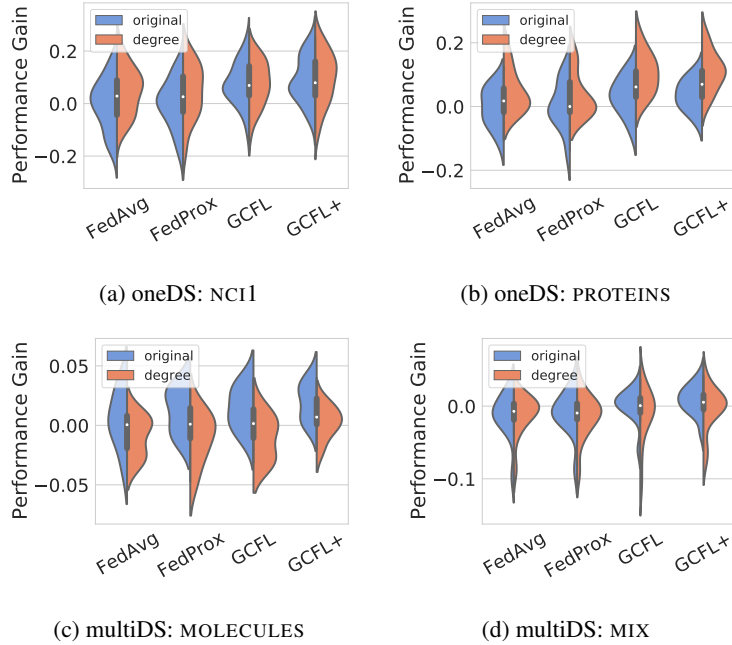 Performance Gain
original
degree
0.2
0.0
−0.2
FedAvg
FedProx
GCFL
GCFL+
(a) oneDS: NCI1
Performance Gain
original
degree
0.2
0.0
−0.2
FedAvg
FedProx
GCFL
GCFL+
(b) oneDS: PROTEINS
Performance Gain
original
degree
0.05
0.00
−0.05
FedAvg
FedProx
GCFL
GCFL+
(c) multiDS: MOLECULES
Performance Gain
original
degree
0.0
−0.1
FedAvg
FedProx
GCFL
GCFL+
(d) multiDS: MIX